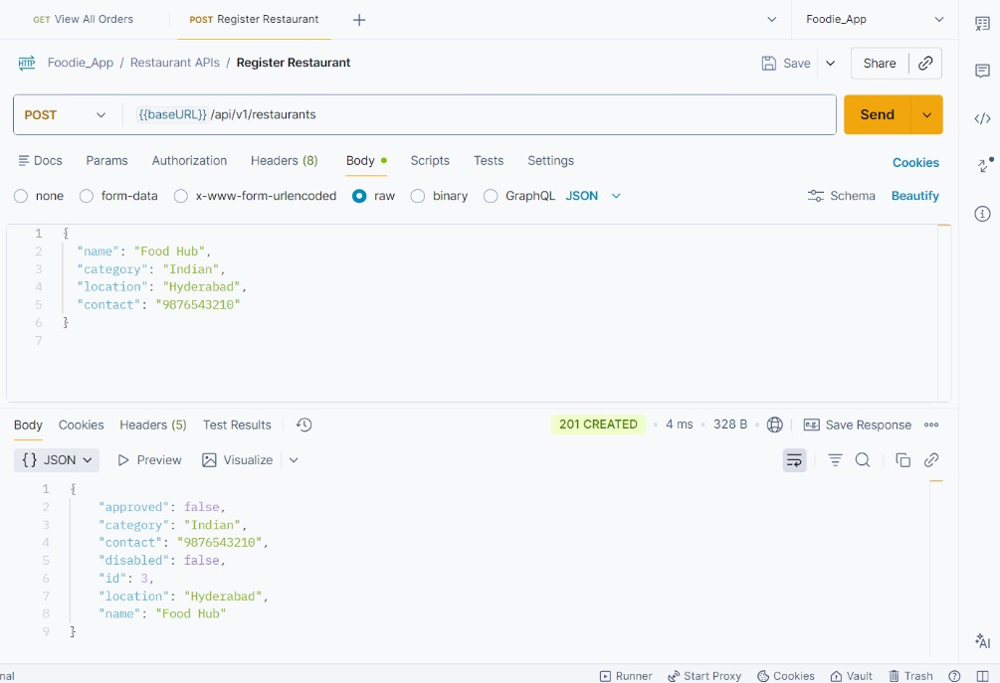 GET View All Orders POST Register Restaurant Foodie_App
HTTP Foodie_App / Restaurant APIs / Register Restaurant Save Share
POST {{baseURL}} /api/v1/restaurants Send
Docs Params Authorization Headers (8) Body Scripts Tests Settings Cookies
none form-data x-www-form-urlencoded raw binary GraphQL JSON Schema Beautify
1 {
2 "name": "Food Hub",
3 "category": "Indian",
4 "location": "Hyderabad",
5 "contact": "9876543210"
6 }
7
Body Cookies Headers (5) Test Results 201 CREATED 4 ms 328 B e.g. Save Response
{} JSON Preview Visualize
1 {
2 "approved": false,
3 "category": "Indian",
4 "contact": "9876543210",
5 "disabled": false,
6 "id": 3,
7 "location": "Hyderabad",
8 "name": "Food Hub"
9 }
AI
nal Runner Start Proxy Cookies Vault Trash